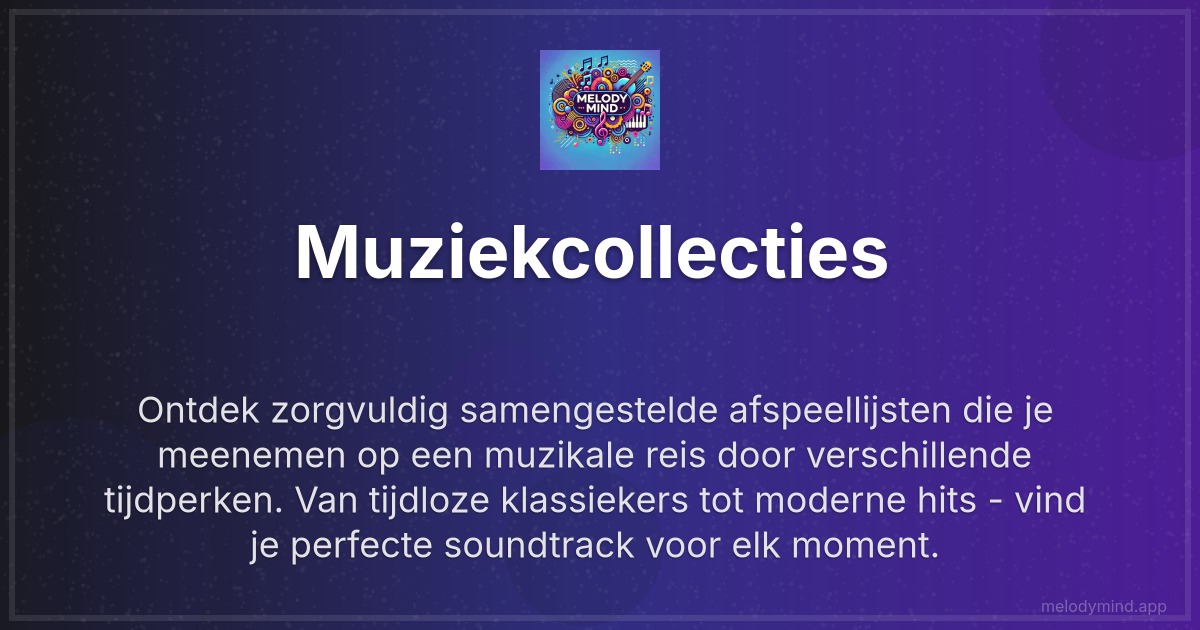 MELODY
MIND
Muziekcollecties
Ontdek zorgvuldig samengestelde afspeellijsten die je
meenemen op een muzikale reis door verschillende
tijdperken. Van tijdloze klassiekers tot moderne hits - vind
je perfecte soundtrack voor elk moment.
melodymind.app